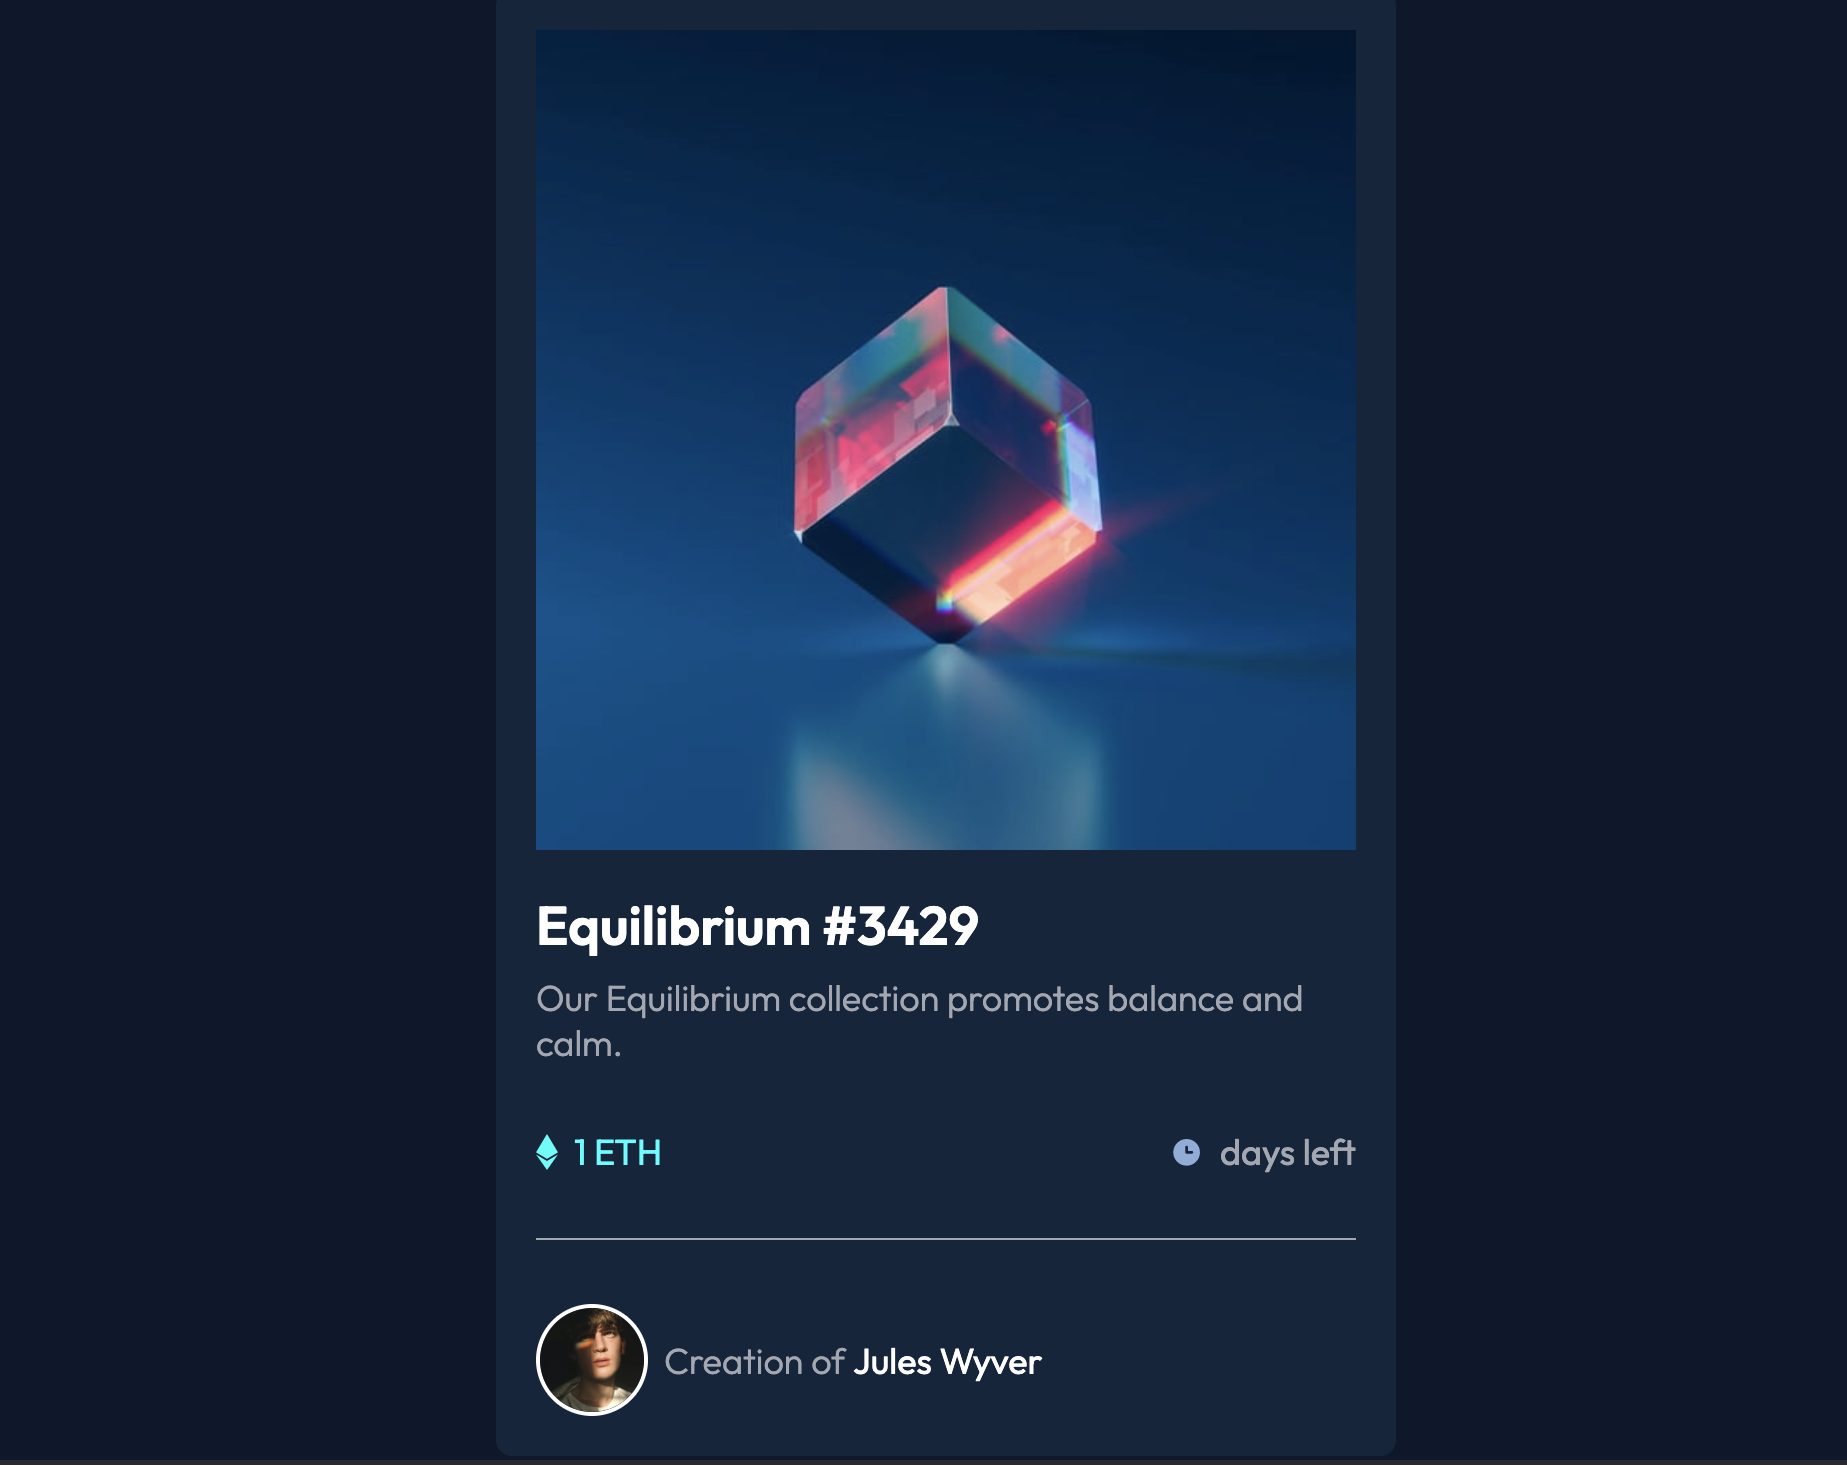 Equilibrium #3429
Our Equilibrium collection promotes balance and
calm.
1 ETH
days left
Creation of Jules Wyver